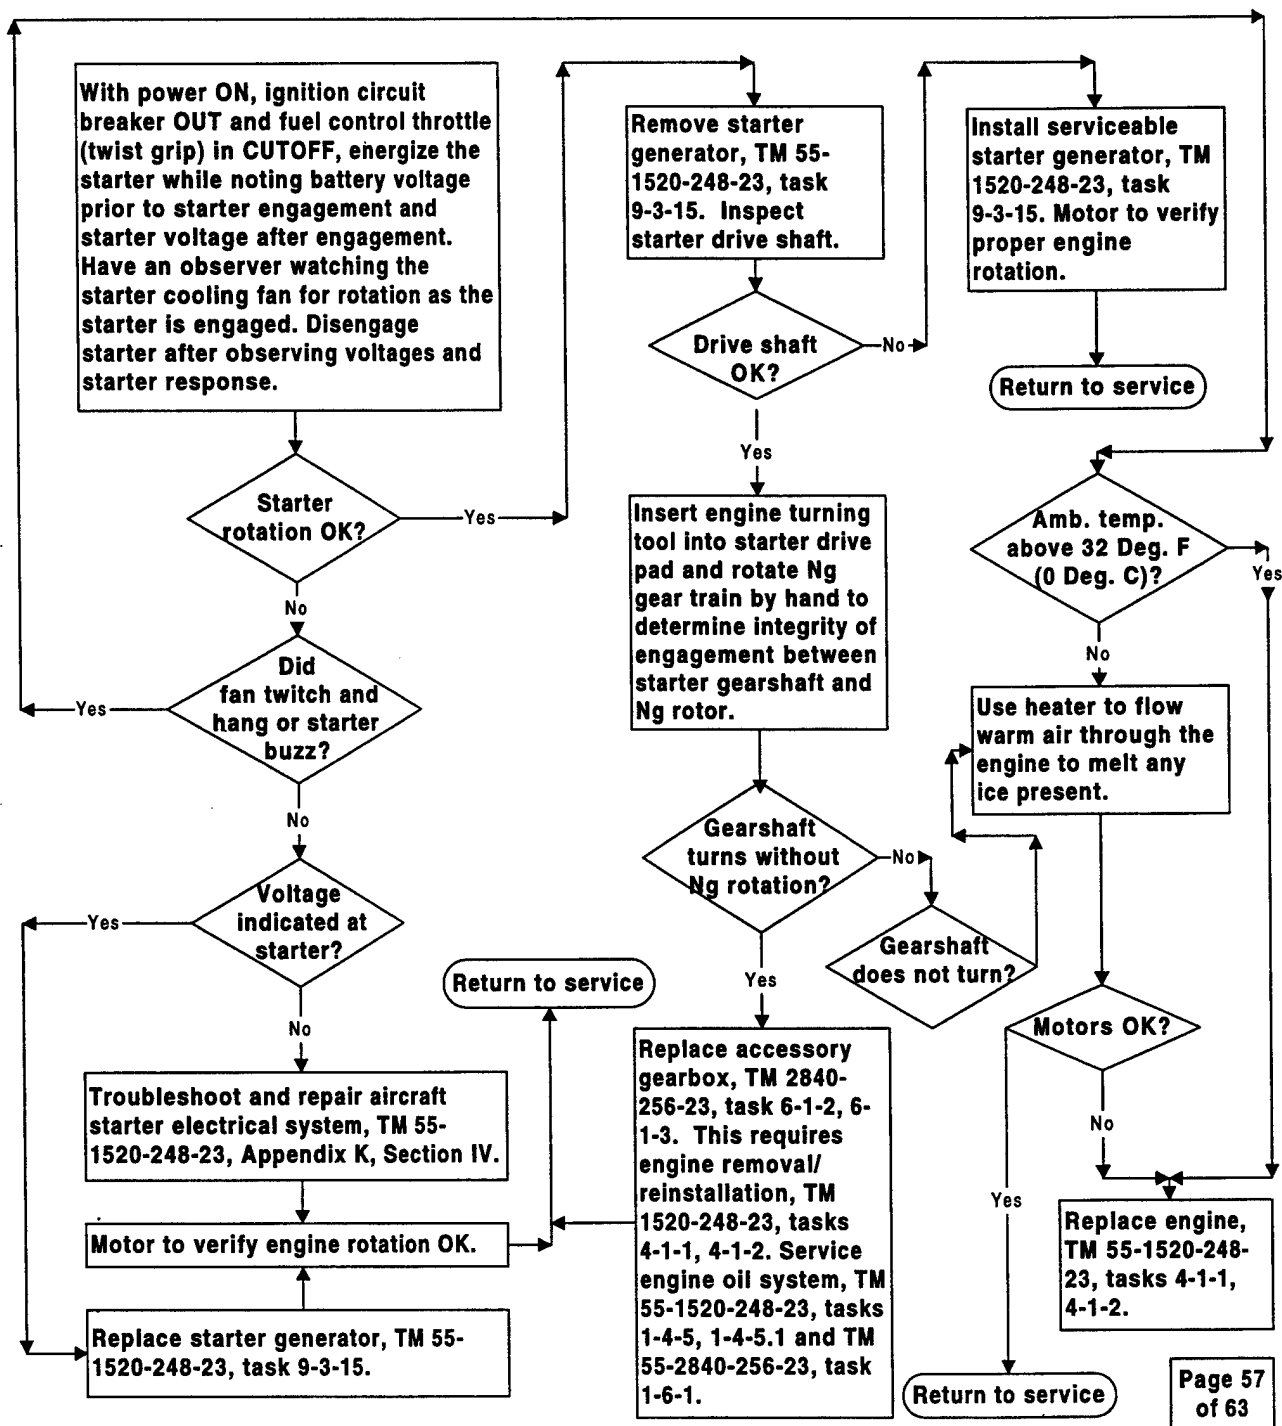 With power ON, ignition circuit
breaker OUT and fuel control throttle
(twist grip) in CUTOFF, energize the
starter while noting battery voltage
prior to starter engagement and
starter voltage after engagement.
Have an observer watching the
starter cooling fan for rotation as the
starter is engaged. Disengage
starter after observing voltages and
starter response.
Starter
rotation OK?
Yes
No
Did
fan twitch and
hang or starter
buzz?
Yes
No
Voltage
indicated at
starter?
Yes
No
Troubleshoot and repair aircraft
starter electrical system, TM 55-
1520-248-23, Appendix K, Section IV.
Motor to verify engine rotation OK.
Replace starter generator, TM 55-
1520-248-23, task 9-3-15.
Return to service
Remove starter
generator, TM 55-
1520-248-23, task
9-3-15. Inspect
starter drive shaft.
Drive shaft
OK?
No
Yes
Insert engine turning
tool into starter drive
pad and rotate Ng
gear train by hand to
determine integrity of
engagement between
starter gearshaft and
Ng rotor.
Gearshaft
turns without
Ng rotation?
No
Yes
Gearshaft
does not turn?
Replace accessory
gearbox, TM 2840-
256-23, task 6-1-2, 6-
1-3. This requires
engine removal/
reinstallation, TM
1520-248-23, tasks
4-1-1, 4-1-2. Service
engine oil system, TM
55-1520-248-23, tasks
1-4-5, 1-4-5.1 and TM
55-2840-256-23, task
1-6-1.
Install serviceable
starter generator, TM
1520-248-23, task
9-3-15. Motor to verify
proper engine
rotation.
Return to service
Amb. temp.
above 32 Deg. F
(0 Deg. C)?
Yes
No
Use heater to flow
warm air through the
engine to melt any
ice present.
Motors OK?
No
Yes
Replace engine,
TM 55-1520-248-
23, tasks 4-1-1,
4-1-2.
Return to service
Page 57
of 63